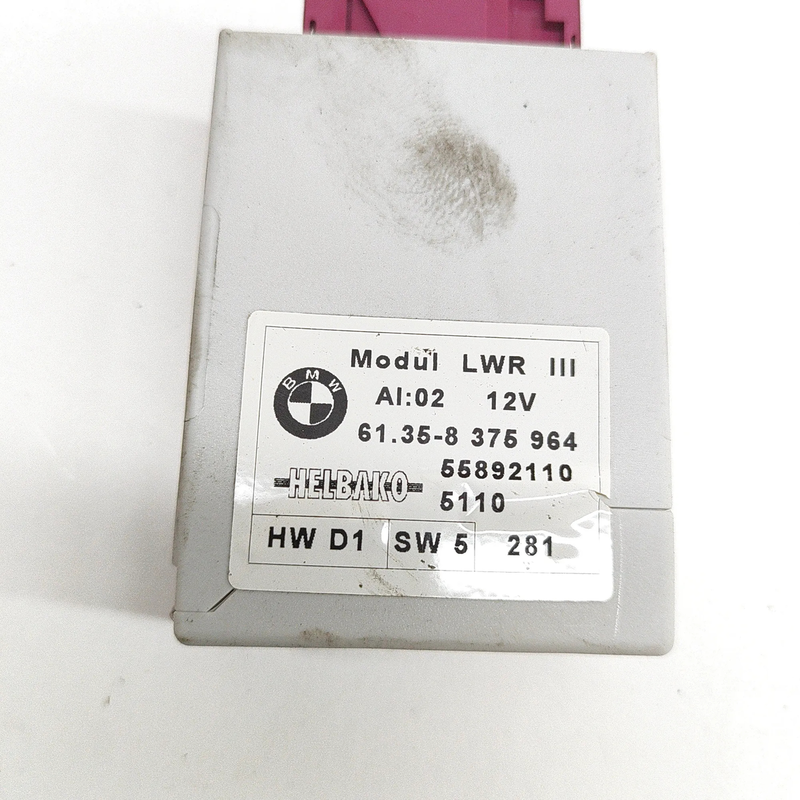 Modul LWR III
BMW
AI:02 12V
61.35-8 375 964
55892110
HELBAKO
5110
HW D1 SW 5 281